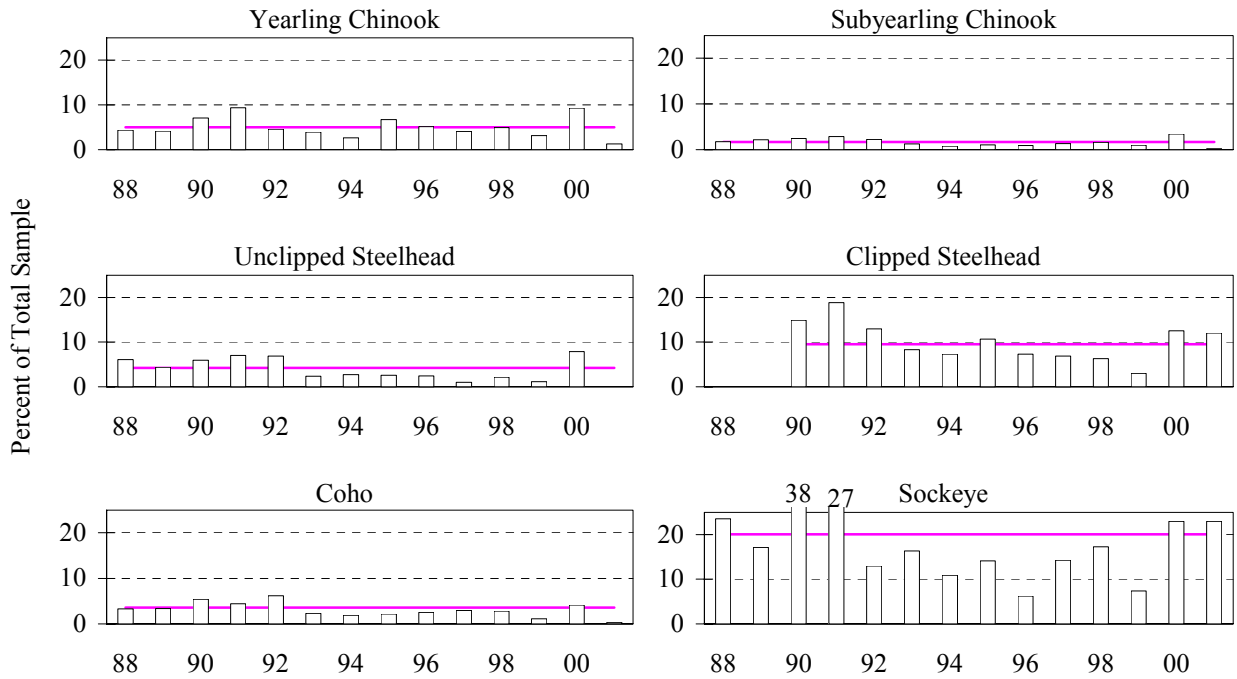 Percent of Total Sample
Yearling Chinook
20
10
0
88 90 92 94 96 98 00
Subyearling Chinook
20
10
0
88 90 92 94 96 98 00
Unclipped Steelhead
20
10
0
88 90 92 94 96 98 00
Clipped Steelhead
20
10
0
88 90 92 94 96 98 00
Coho
20
10
0
88 90 92 94 96 98 00
Sockeye
38 27
20
10
0
88 90 92 94 96 98 00